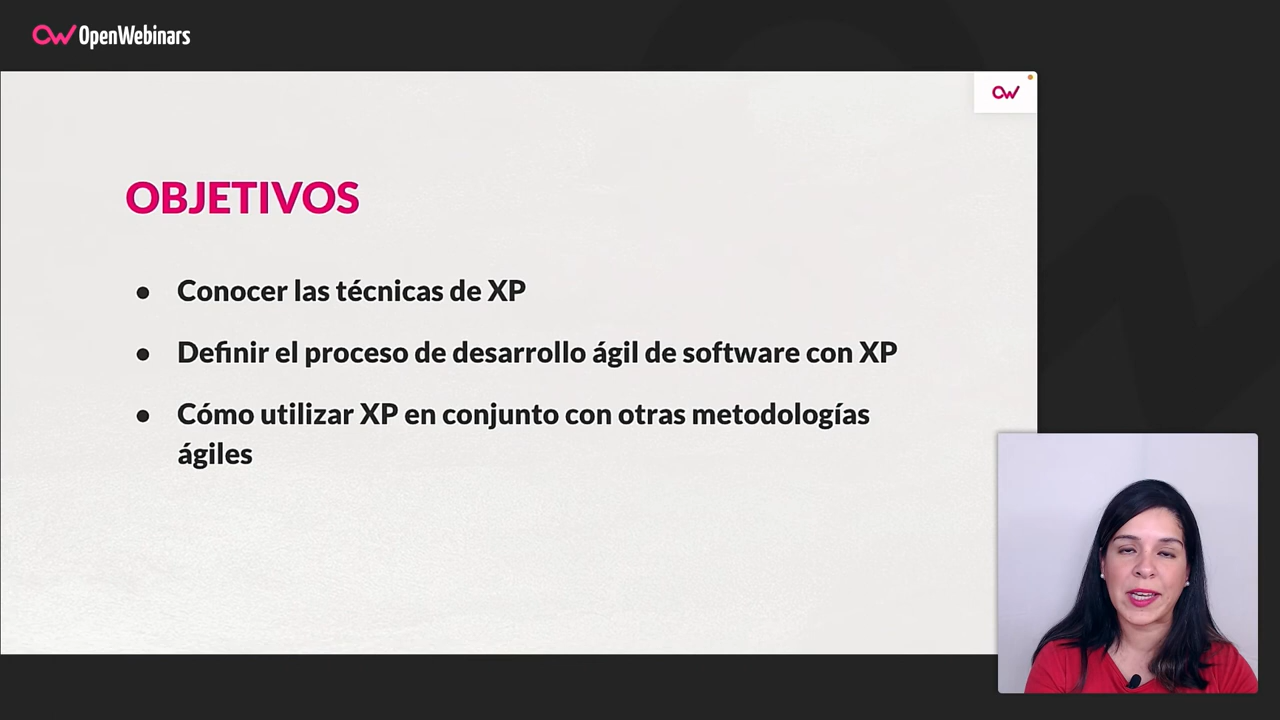 OpenWebinars
OBJETIVOS
● Conocer las técnicas de XP
● Definir el proceso de desarrollo ágil de software con XP
● Cómo utilizar XP en conjunto con otras metodologías
ágiles